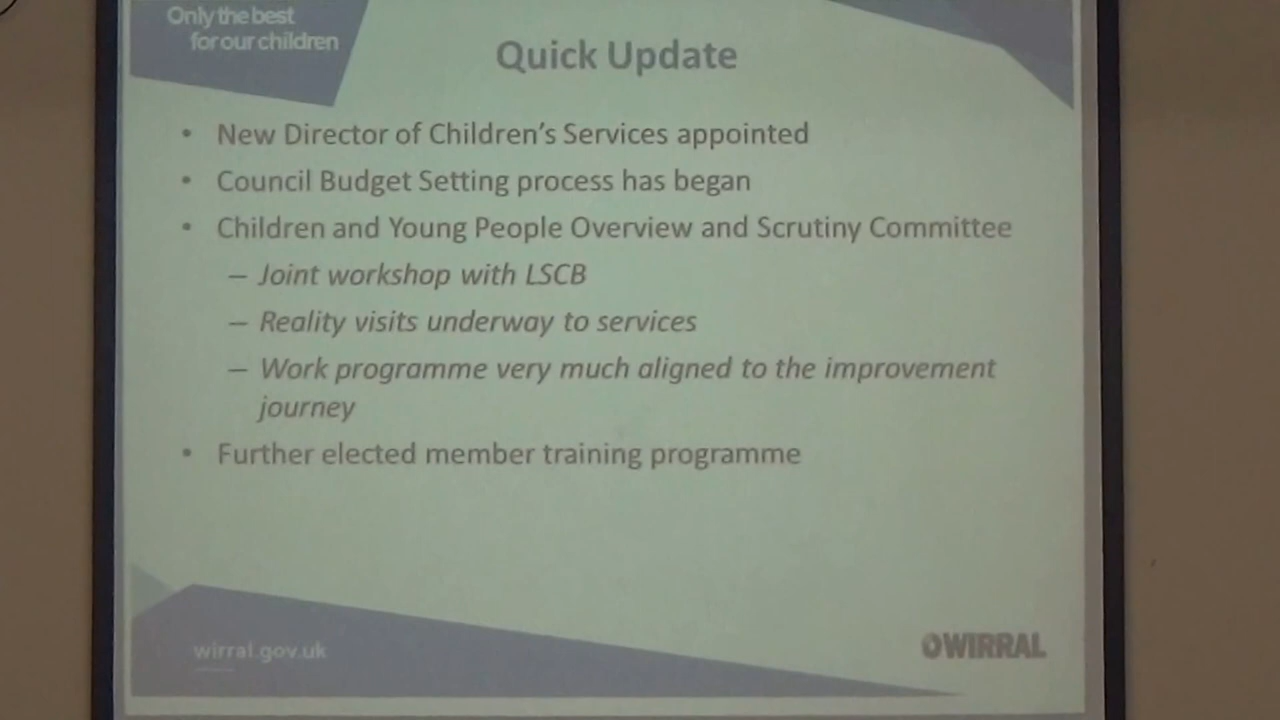 Only the best
for our children
Quick Update
• New Director of Children's Services appointed
• Council Budget Setting process has began
• Children and Young People Overview and Scrutiny Committee
– Joint workshop with LSCB
– Reality visits underway to services
– Work programme very much aligned to the improvement
journey
• Further elected member training programme
wirral.gov.uk
WIRRAL